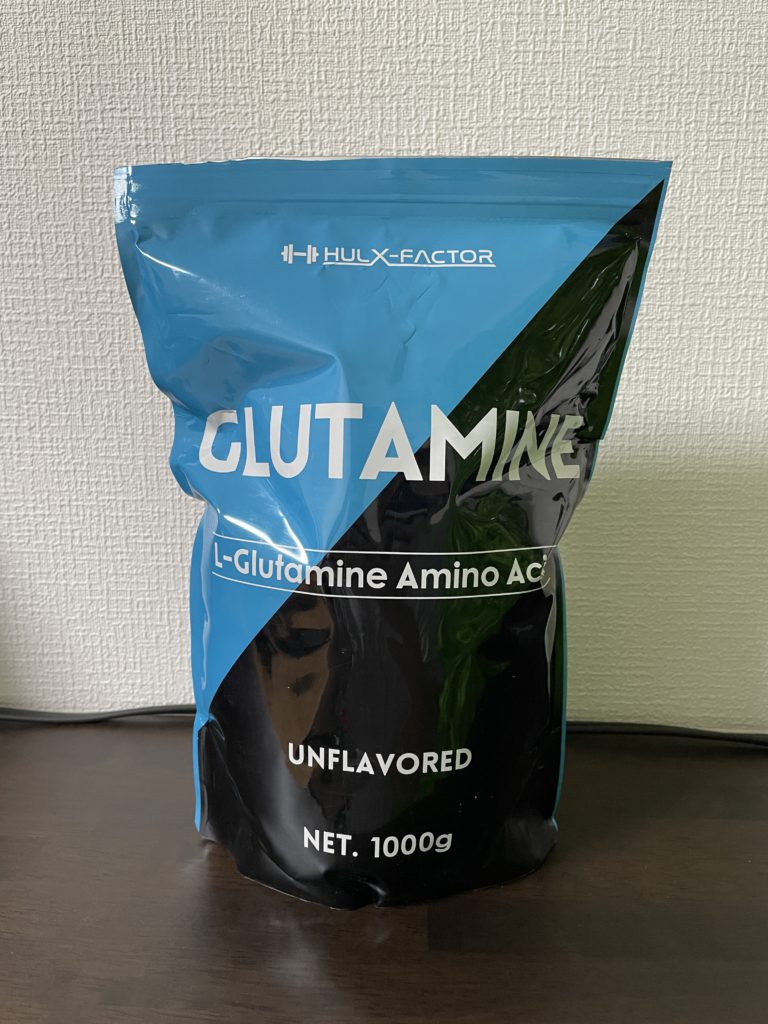 HULX-FACTOR
GLUTAMINE
L-Glutamine Amino Aci
UNFLAVORED
NET. 1000g